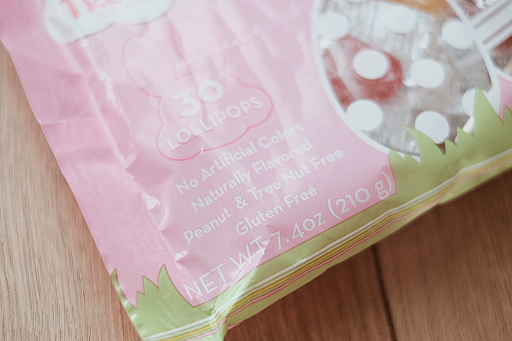 30
LOLLIPOPS
No Artificial Colors
Naturally Flavored
Peanut & Tree Nut Free
Gluten Free
NET WT 7.4oz (210 g)